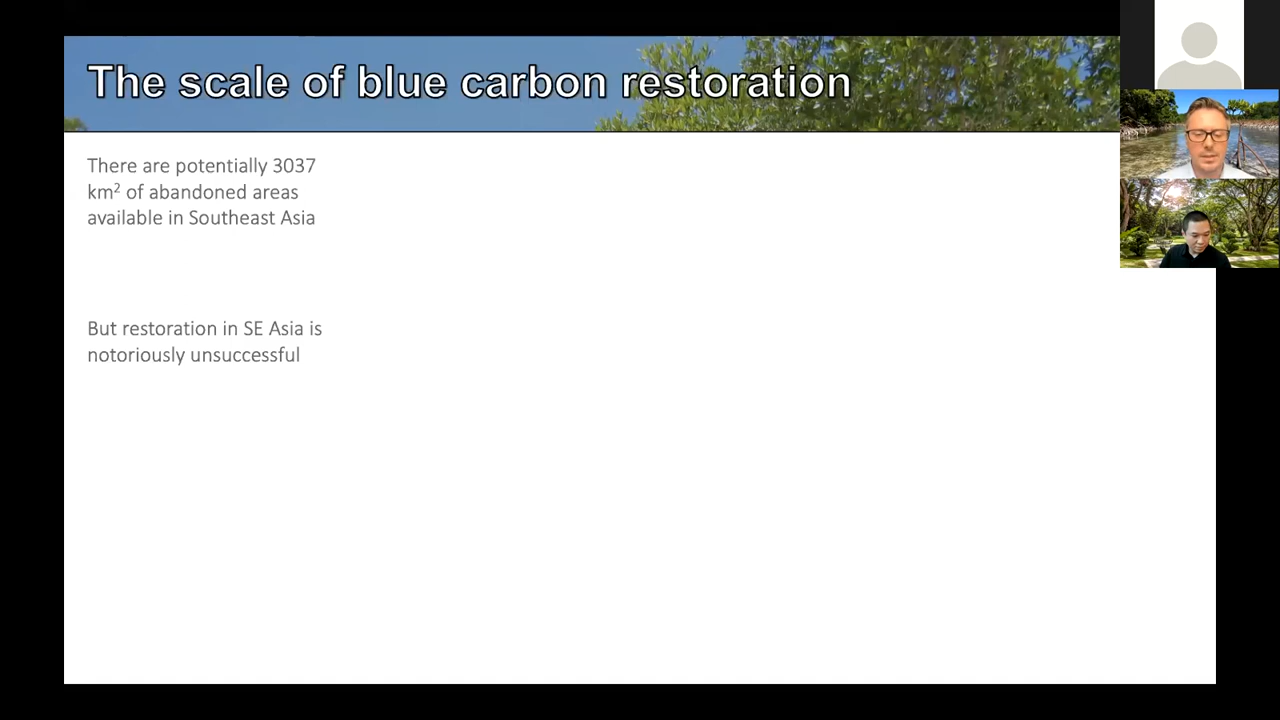 The scale of blue carbon restoration
There are potentially 3037
km² of abandoned areas
available in Southeast Asia
But restoration in SE Asia is
notoriously unsuccessful